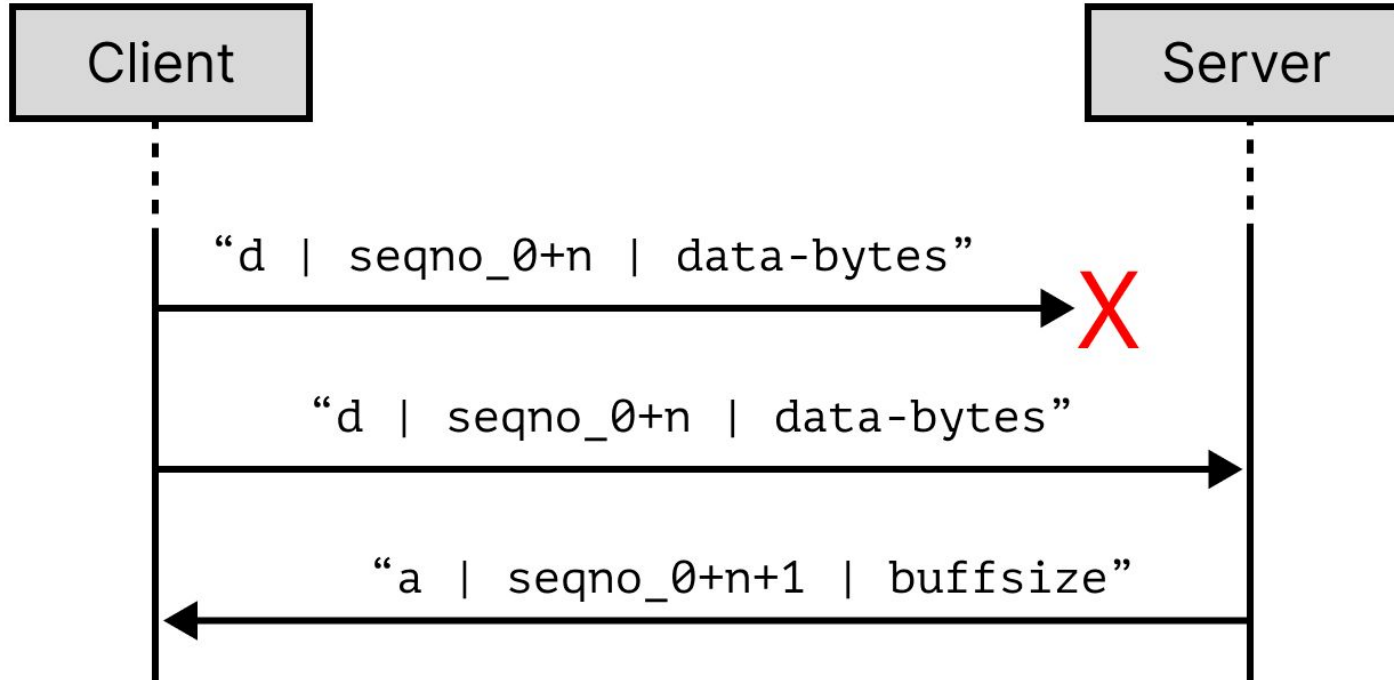 Client
Server
“d | seqno_0+n | data-bytes”
X
“d | seqno_0+n | data-bytes”
“a | seqno_0+n+1 | buffsize”